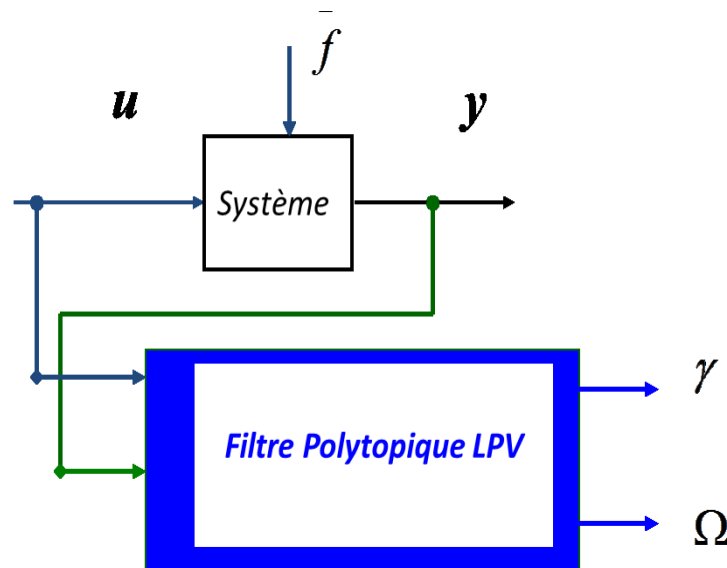 f̄
u
y
Système
γ
Filtre Polytopique LPV
Ω